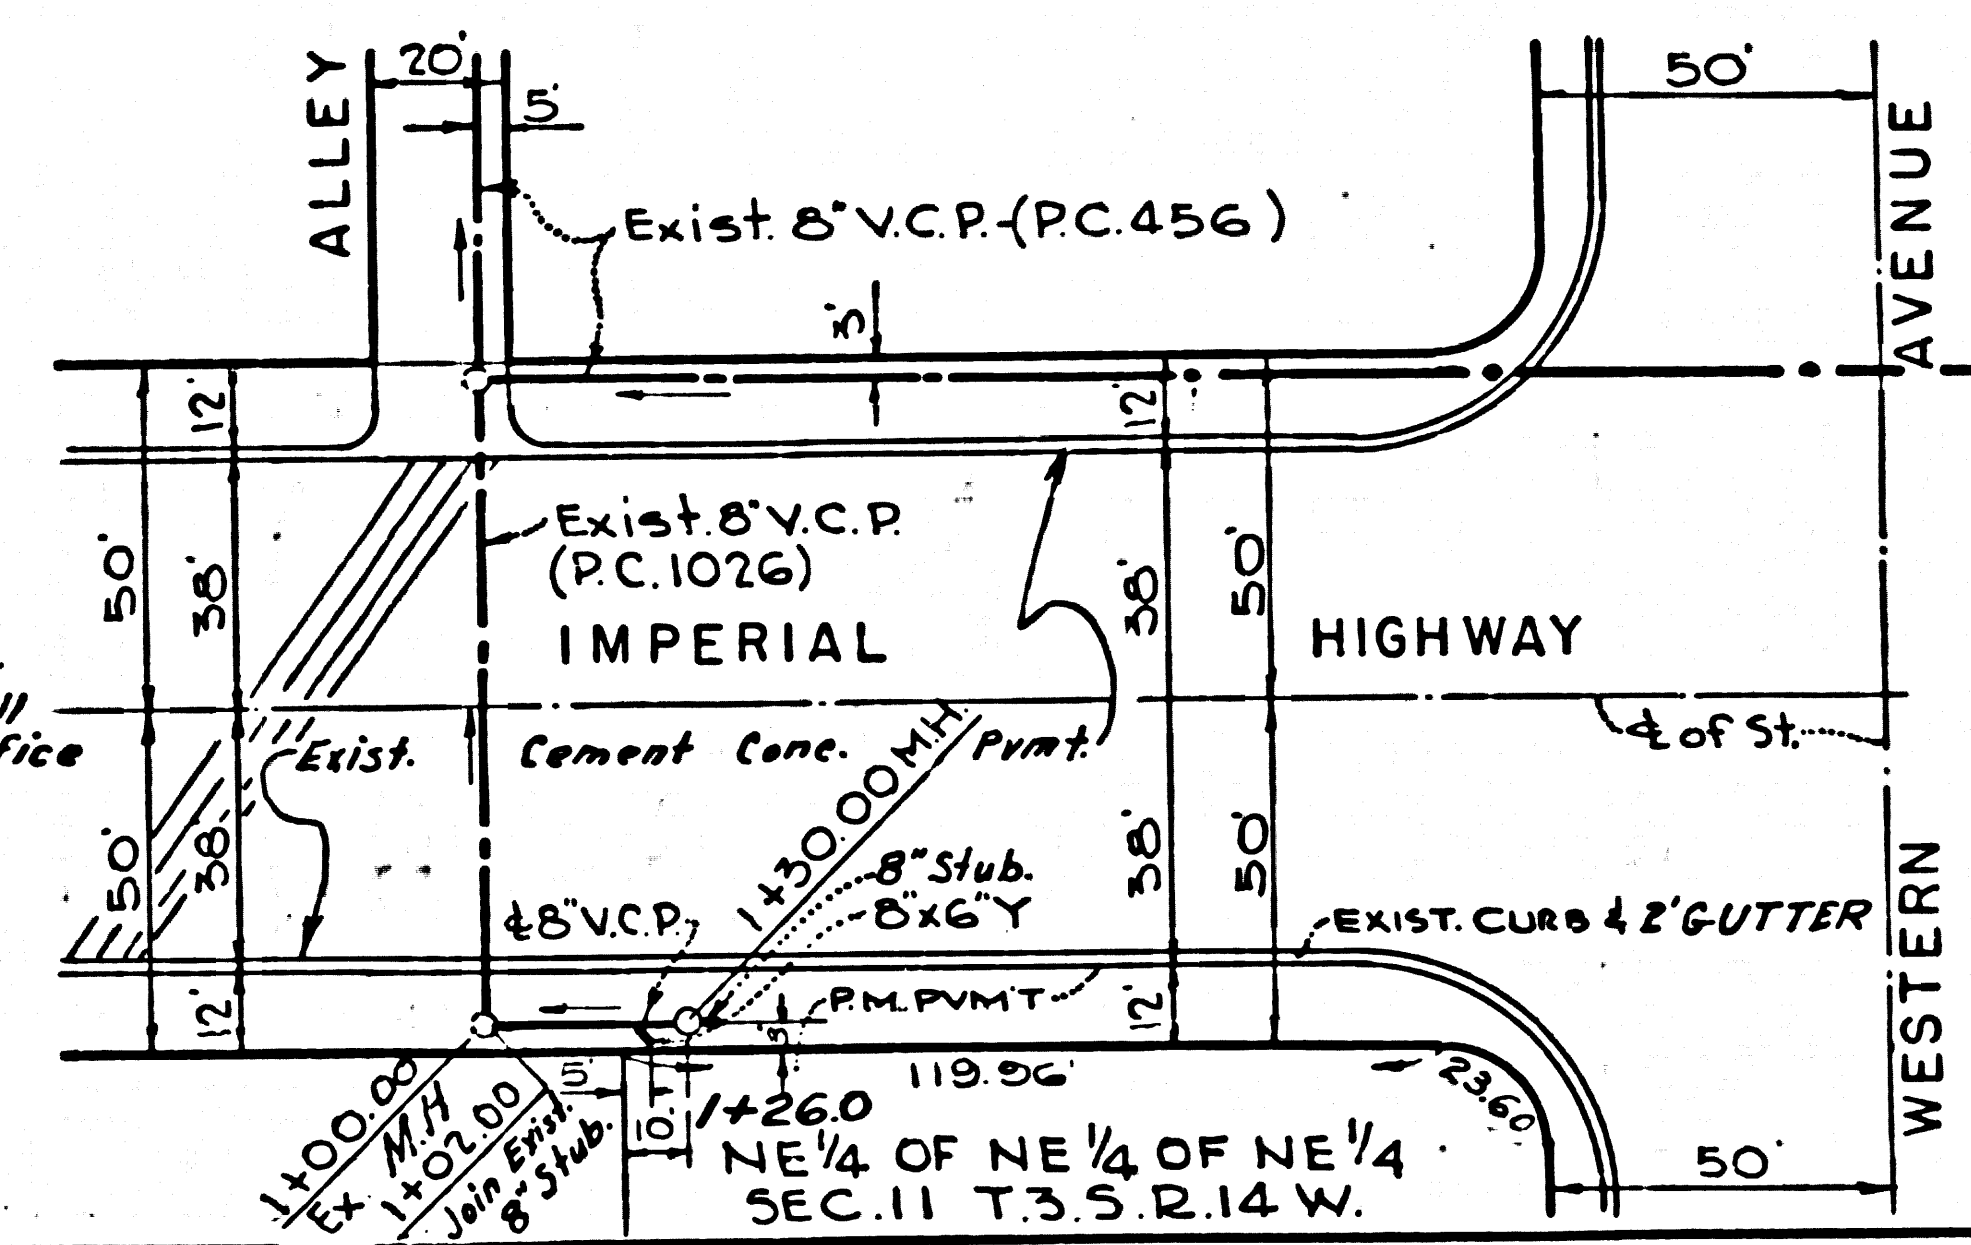 ALLEY
20'
5'
50'
AVENUE
Exist. 8" V.C.P.-(P.C.456)
3'
12'
12'
50'
38'
Exist. 8" V.C.P.
(P.C.1026)
38'
50'
IMPERIAL
HIGHWAY
fice
Exist. Cement Conc. Pvmt.
℄ of St.
50'
38'
38'
50'
1+30.00 M.H.
8" Stub.
8"x6" Y
℄ 8" V.C.P.
EXIST. CURB & 2' GUTTER
P.M. PVM'T
12'
12'
3'
WESTERN
5'
119.96'
23.60
1+00.00
Ex. M.H
1+02.00
Join Exist.
8" Stub.
10'
1+26.0
NE 1/4 OF NE 1/4 OF NE 1/4
SEC.11 T.3.S.R.14 W.
50'